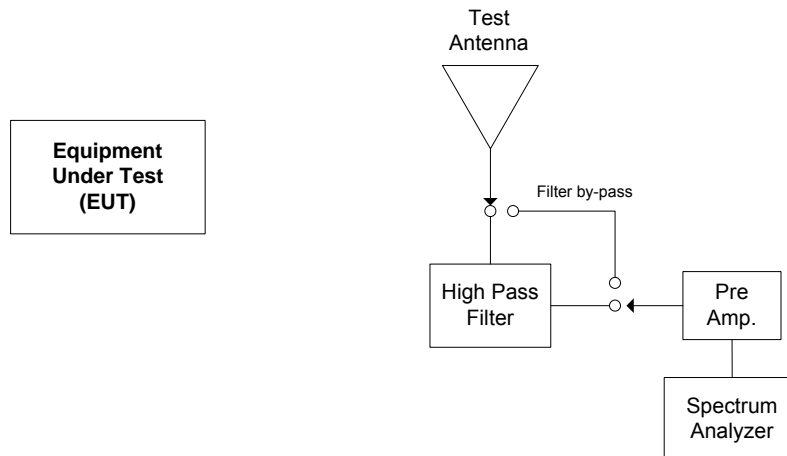 Test
Antenna
Equipment
Under Test
(EUT)
Filter by-pass
High Pass
Filter
Pre
Amp.
Spectrum
Analyzer